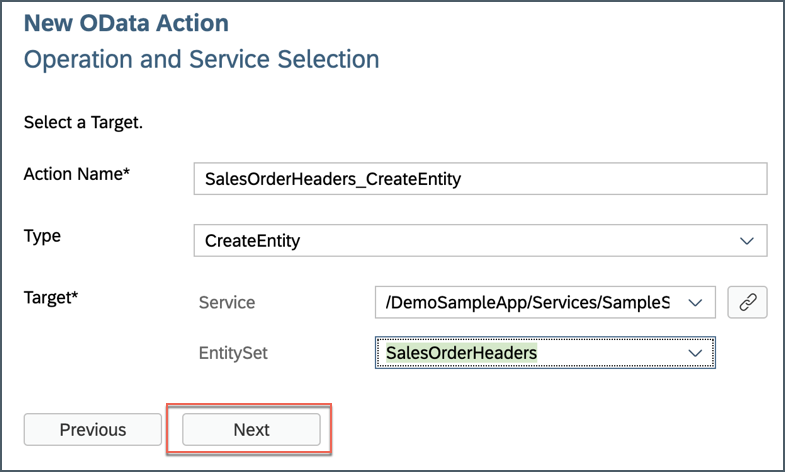 New OData Action
Operation and Service Selection
Select a Target.
Action Name*
SalesOrderHeaders_CreateEntity
Type
CreateEntity
Target*
Service
/DemoSampleApp/Services/SampleS
EntitySet
SalesOrderHeaders
Previous
Next